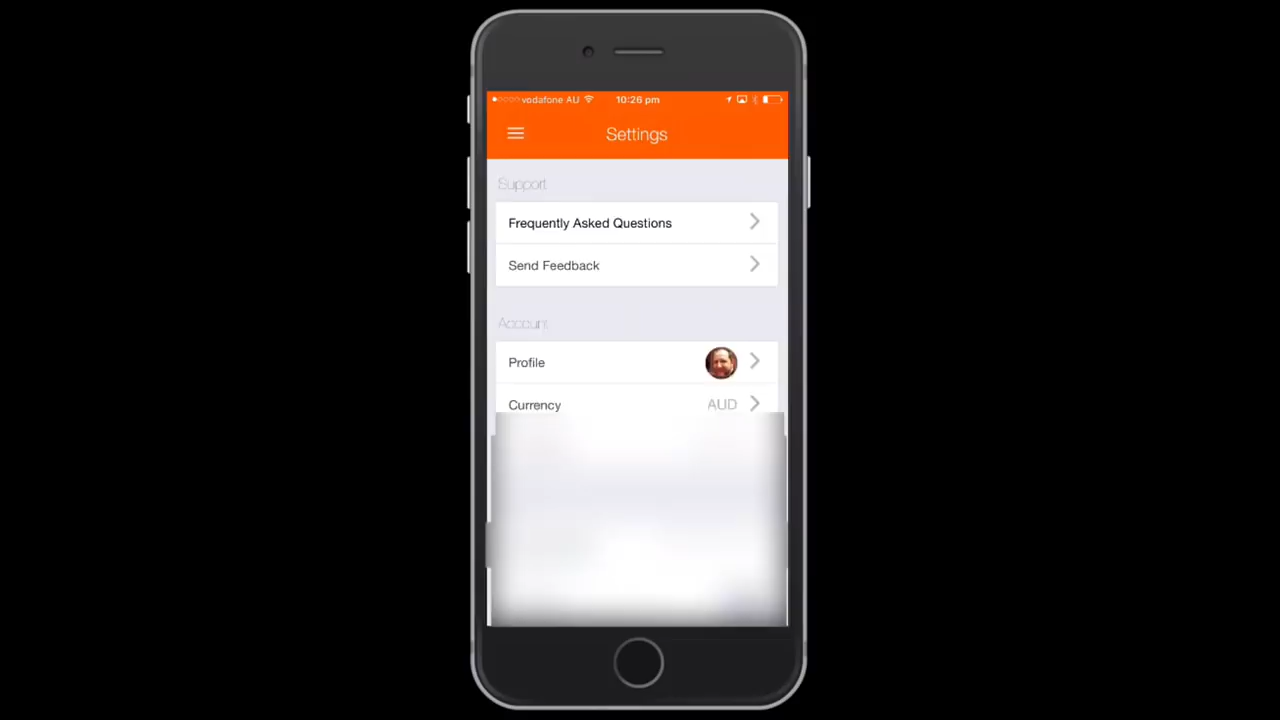 vodafone AU 10:26 pm
Settings
Support
Frequently Asked Questions
Send Feedback
Account
Profile
Currency AUD